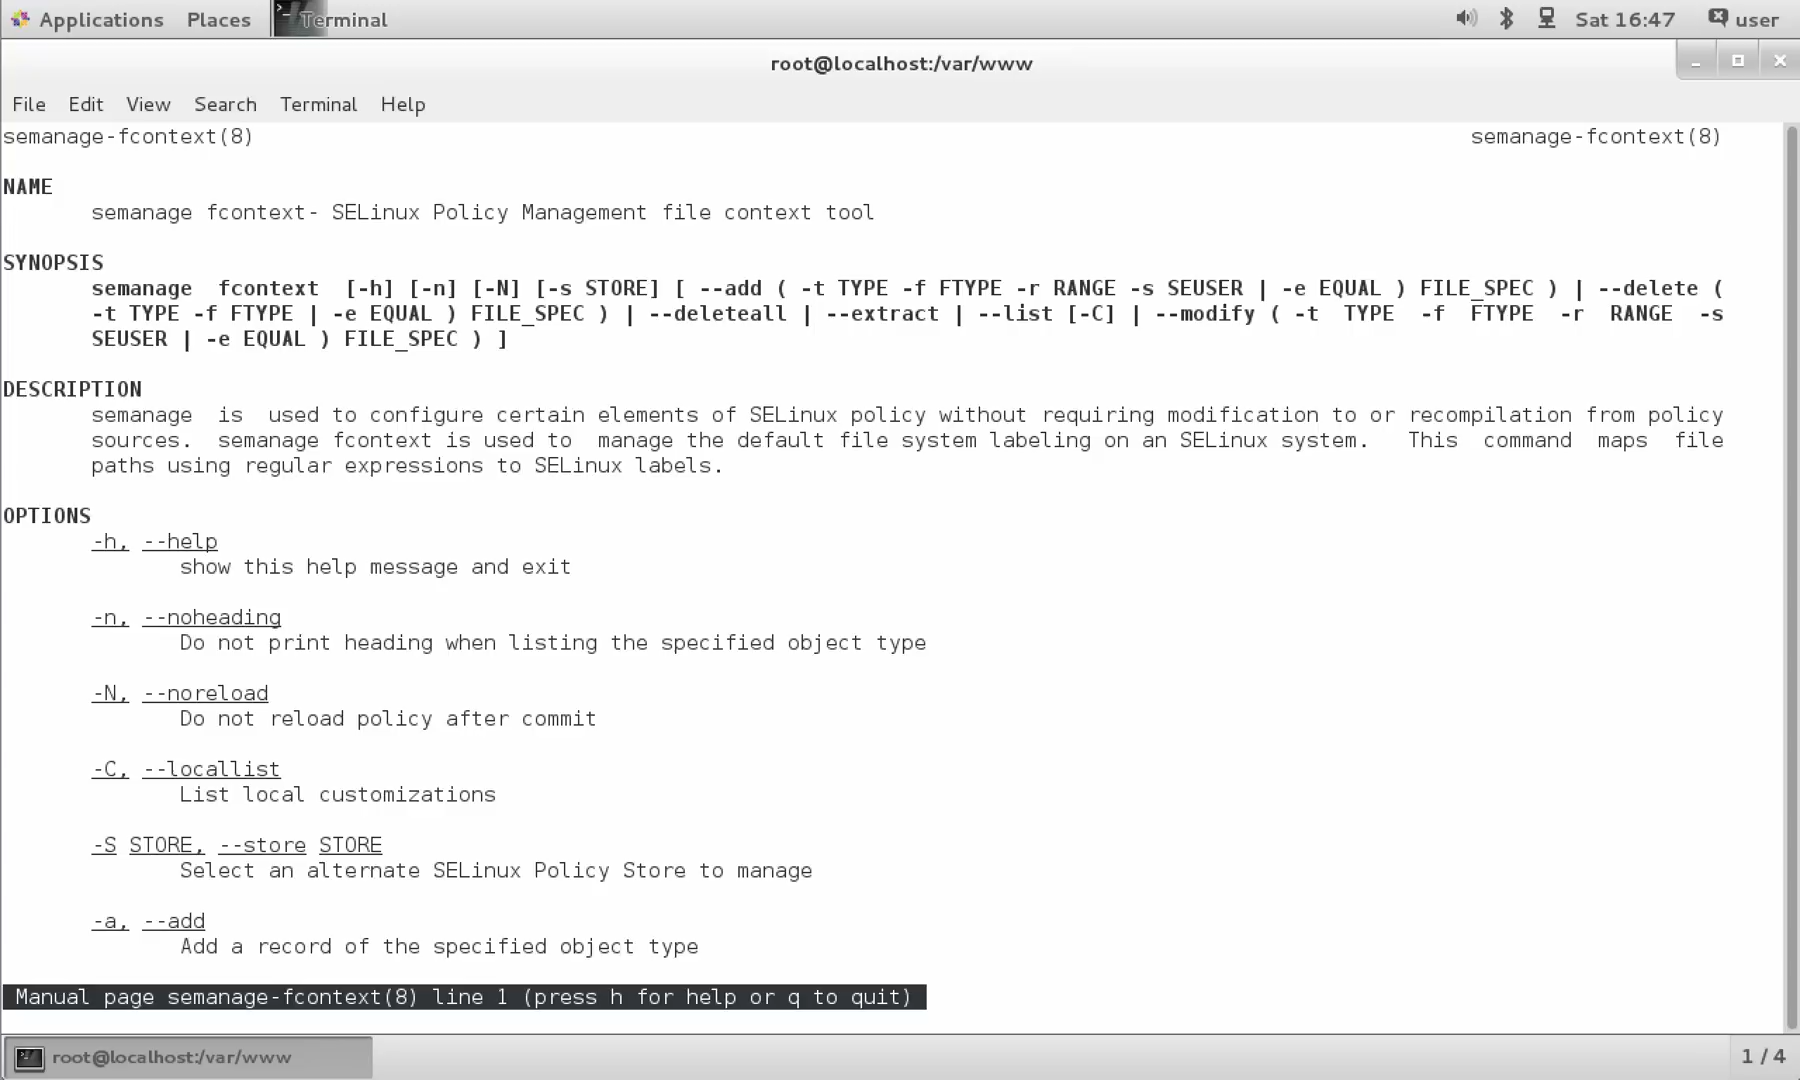 Applications Places Terminal Sat 16:47 user
root@localhost:/var/www
File Edit View Search Terminal Help
semanage-fcontext(8) semanage-fcontext(8)
NAME
semanage fcontext- SELinux Policy Management file context tool
SYNOPSIS
semanage fcontext [-h] [-n] [-N] [-s STORE] [ --add ( -t TYPE -f FTYPE -r RANGE -s SEUSER | -e EQUAL ) FILE_SPEC ) | --delete (
-t TYPE -f FTYPE | -e EQUAL ) FILE_SPEC ) | --deleteall | --extract | --list [-C] | --modify ( -t TYPE -f FTYPE -r RANGE -s
SEUSER | -e EQUAL ) FILE_SPEC ) ]
DESCRIPTION
semanage is used to configure certain elements of SELinux policy without requiring modification to or recompilation from policy
sources. semanage fcontext is used to manage the default file system labeling on an SELinux system. This command maps file
paths using regular expressions to SELinux labels.
OPTIONS
-h, --help
show this help message and exit
-n, --noheading
Do not print heading when listing the specified object type
-N, --noreload
Do not reload policy after commit
-C, --locallist
List local customizations
-S STORE, --store STORE
Select an alternate SELinux Policy Store to manage
-a, --add
Add a record of the specified object type
Manual page semanage-fcontext(8) line 1 (press h for help or q to quit)
root@localhost:/var/www 1 / 4